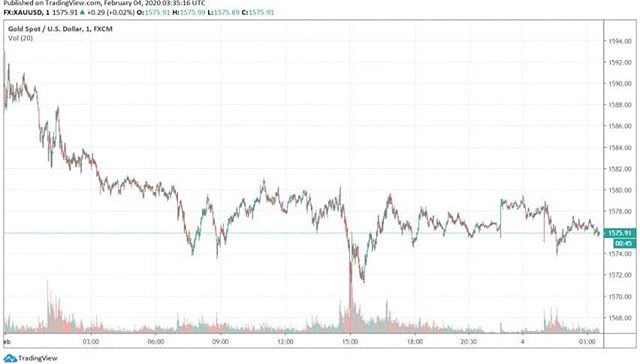 Published on TradingView.com, February 04, 2020 03:35:16 UTC
FX:XAUUSD, 1 1575.91 ▲ +0.29 (+0.02%) O:1575.91 H:1575.99 L:1575.89 C:1575.91
Gold Spot / U.S. Dollar, 1, FXCM
Vol (20)
1594.00
1592.00
1590.00
1588.00
1586.00
1584.00
1582.00
1580.00
1578.00
1575.91
00:45
1574.00
1572.00
1570.00
1568.00
eb 03:00 06:00 09:00 12:00 15:00 18:00 20:30 4 03:00
TradingView